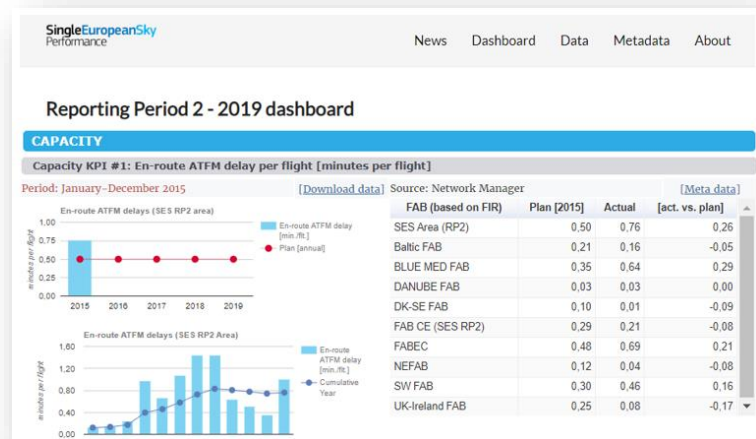 SingleEuropeanSky
Performance
News Dashboard Data Metadata About
Reporting Period 2 - 2019 dashboard
CAPACITY
Capacity KPI #1: En-route ATFM delay per flight [minutes per flight]
Period: January-December 2015 [Download data] Source: Network Manager [Meta data]
En-route ATFM delays (SES RP2 area)
minutes per flight
1,00
0,75
0,50
0,25
0,00
2015 2016 2017 2018 2019
En-route ATFM delay
[min./flt.]
Plan [annual]
En-route ATFM delays (SES RP2 Area)
minutes per flight
1,60
1,20
0,80
0,40
0,00
En-route
ATFM delay
[min./flt.]
Cumulative
Year
FAB (based on FIR) Plan [2015] Actual [act. vs. plan]
SES Area (RP2) 0,50 0,76 0,26
Baltic FAB 0,21 0,16 -0,05
BLUE MED FAB 0,35 0,64 0,29
DANUBE FAB 0,03 0,03 0,00
DK-SE FAB 0,10 0,01 -0,09
FAB CE (SES RP2) 0,29 0,21 -0,08
FABEC 0,48 0,69 0,21
NEFAB 0,12 0,04 -0,08
SW FAB 0,30 0,46 0,16
UK-Ireland FAB 0,25 0,08 -0,17